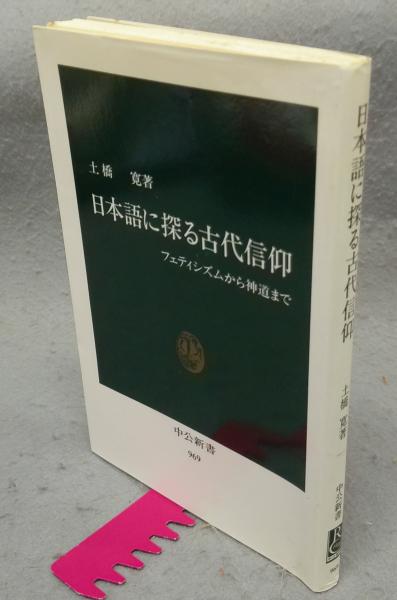 土橋 寛著
日本語に探る古代信仰
フェティシズムから神道まで
中公新書
969
日本語に探る古代信仰
土橋 寛著
中公新書
969